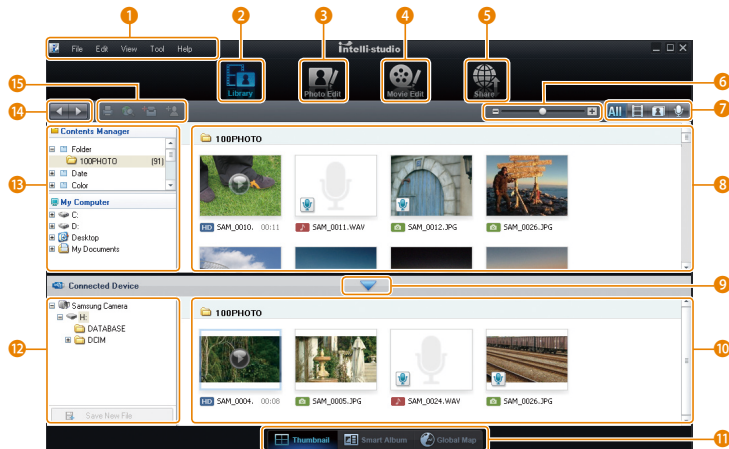 1 2 3 4 5
File Edit View Tool Help
intelli-studio
Library Photo Edit Movie Edit Share
15
6
14
All
7
Contents Manager
100PHOTO
Folder
100PHOTO (91)
Date
Color
13
8
My Computer
C:
D:
Desktop
My Documents
HD SAM_0010. 00:11
SAM_0011.WAV
SAM_0012.JPG
SAM_0026.JPG
Connected Device
9
Samsung Camera
H:
DATABASE
DCIM
100PHOTO
12
10
HD SAM_0004. 00:08
SAM_0005.JPG
SAM_0024.WAV
SAM_0026.JPG
Save New File
Thumbnail Smart Album Global Map
11